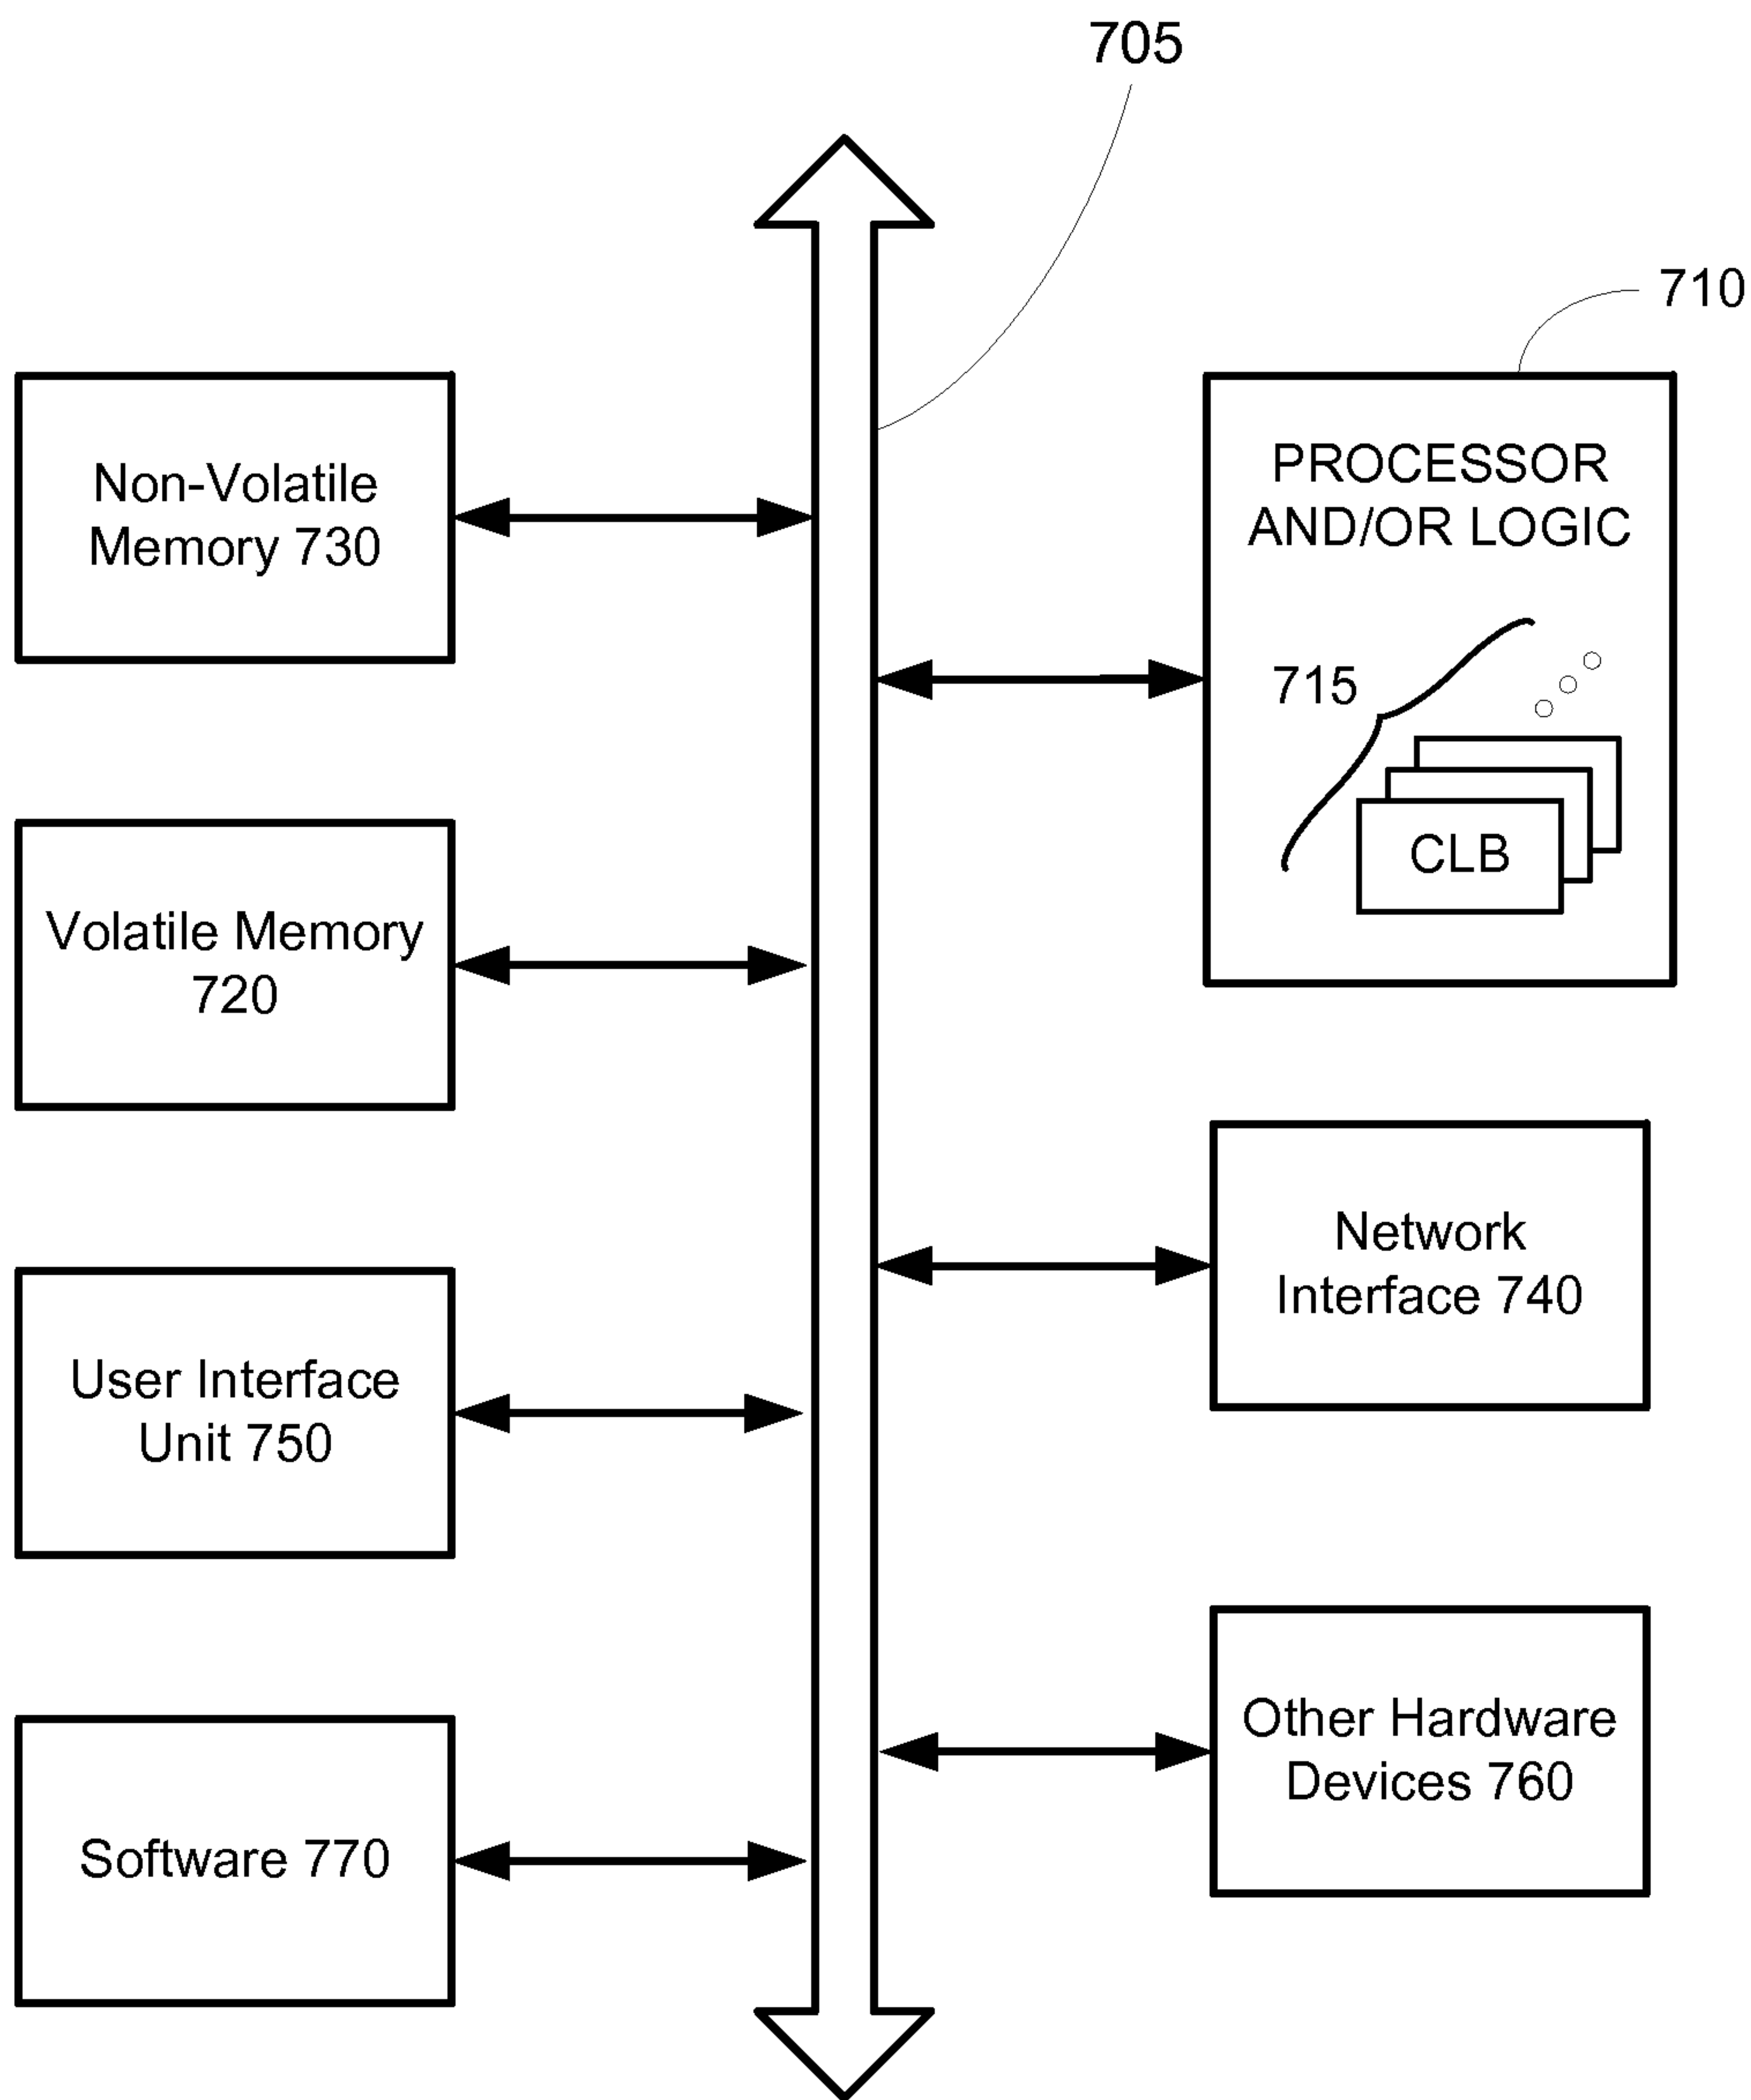 705
710
Non-Volatile
Memory 730
PROCESSOR
AND/OR LOGIC
715
CLB
Volatile Memory
720
Network
Interface 740
User Interface
Unit 750
Other Hardware
Devices 760
Software 770